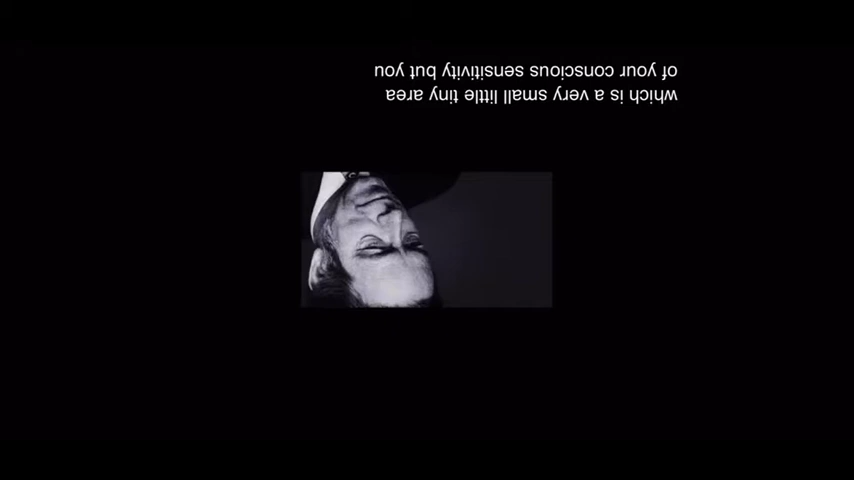 which is a very small little tiny area
of your conscious sensitivity but you